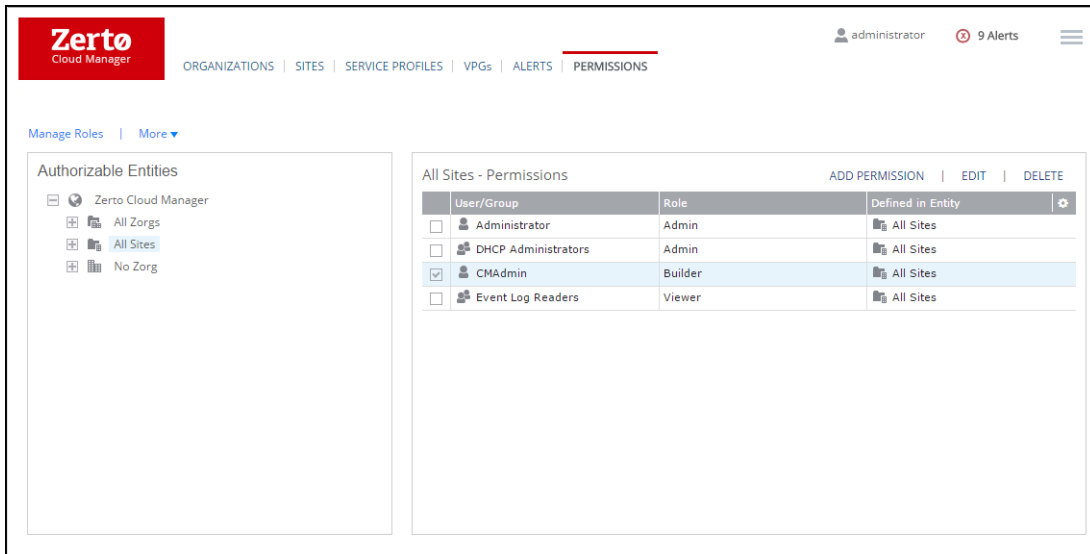 Zerto
Cloud Manager
administrator
9 Alerts
ORGANIZATIONS | SITES | SERVICE PROFILES | VPGs | ALERTS | PERMISSIONS
Manage Roles | More
Authorizable Entities
Zerto Cloud Manager
All Zorgs
All Sites
No Zorg
All Sites - Permissions
ADD PERMISSION | EDIT | DELETE
User/Group Role Defined in Entity
Administrator Admin All Sites
DHCP Administrators Admin All Sites
CMAdmin Builder All Sites
Event Log Readers Viewer All Sites